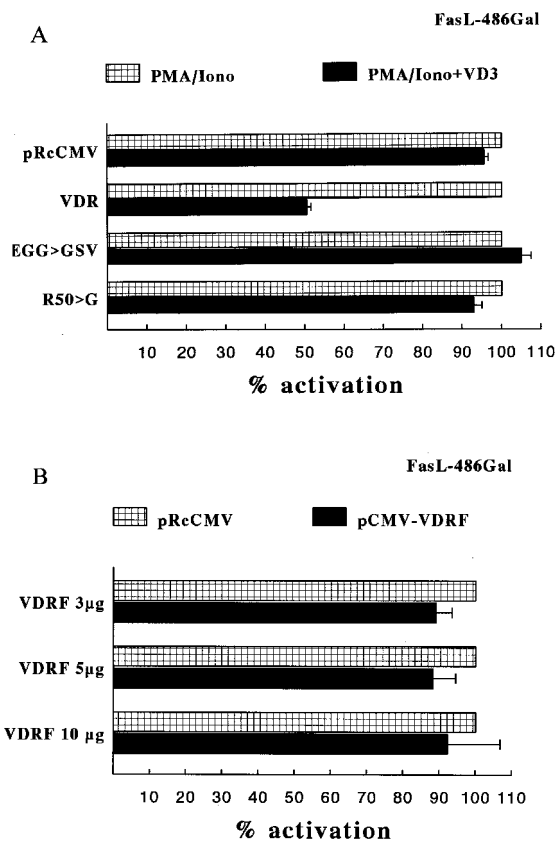 A
FasL-486Gal
PMA/Iono PMA/Iono+VD3
pRcCMV
VDR
EGG>GSV
R50>G
10 20 30 40 50 60 70 80 90 100 110
% activation
B
FasL-486Gal
pRcCMV pCMV-VDRF
VDRF 3µg
VDRF 5µg
VDRF 10 µg
10 20 30 40 50 60 70 80 90 100 110
% activation